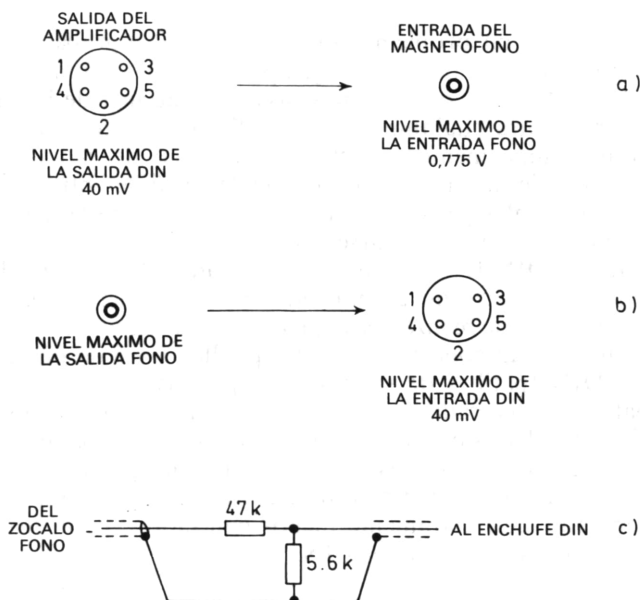 SALIDA DEL
AMPLIFICADOR
1 3
4 5
2
NIVEL MAXIMO DE
LA SALIDA DIN
40 mV
ENTRADA DEL
MAGNETOFONO
NIVEL MAXIMO DE
LA ENTRADA FONO
0,775 V
a)
NIVEL MAXIMO DE
LA SALIDA FONO
1 3
4 5
2
NIVEL MAXIMO DE
LA ENTRADA DIN
40 mV
b)
DEL
ZOCALO
FONO
47k
5.6k
AL ENCHUFE DIN
c)